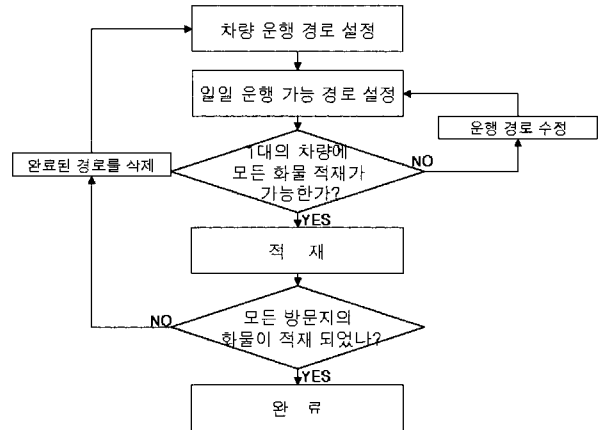 차량 운행 경로 설정
일일 운행 가능 경로 설정
운행 경로 수정
1대의 차량에
모든 화물 적재가
가능한가?
NO
완료된 경로를 삭제
YES
적 재
NO
모든 방문지의
화물이 적재 되었나?
YES
완 료